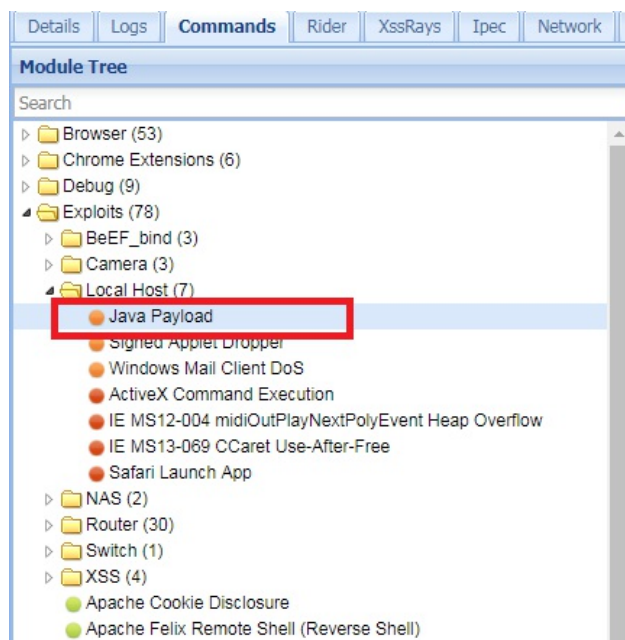 Details Logs Commands Rider XssRays Ipec Network
Module Tree
Search
Browser (53)
Chrome Extensions (6)
Debug (9)
Exploits (78)
BeEF_bind (3)
Camera (3)
Local Host (7)
Java Payload
Signed Applet Dropper
Windows Mail Client DoS
ActiveX Command Execution
IE MS12-004 midiOutPlayNextPolyEvent Heap Overflow
IE MS13-069 CCaret Use-After-Free
Safari Launch App
NAS (2)
Router (30)
Switch (1)
XSS (4)
Apache Cookie Disclosure
Apache Felix Remote Shell (Reverse Shell)